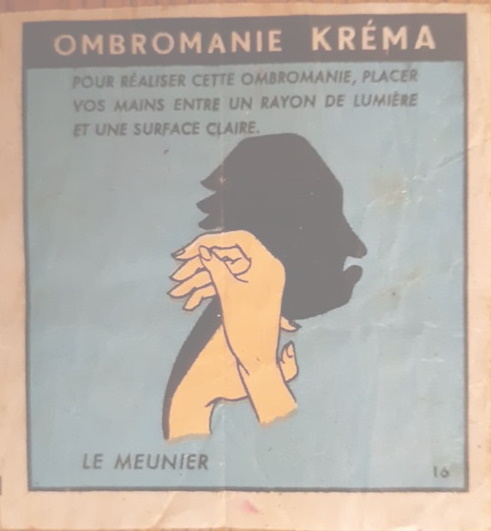 OMBROMANIE KRÉMA
POUR RÉALISER CETTE OMBROMANIE, PLACER
VOS MAINS ENTRE UN RAYON DE LUMIÈRE
ET UNE SURFACE CLAIRE.
LE MEUNIER
16